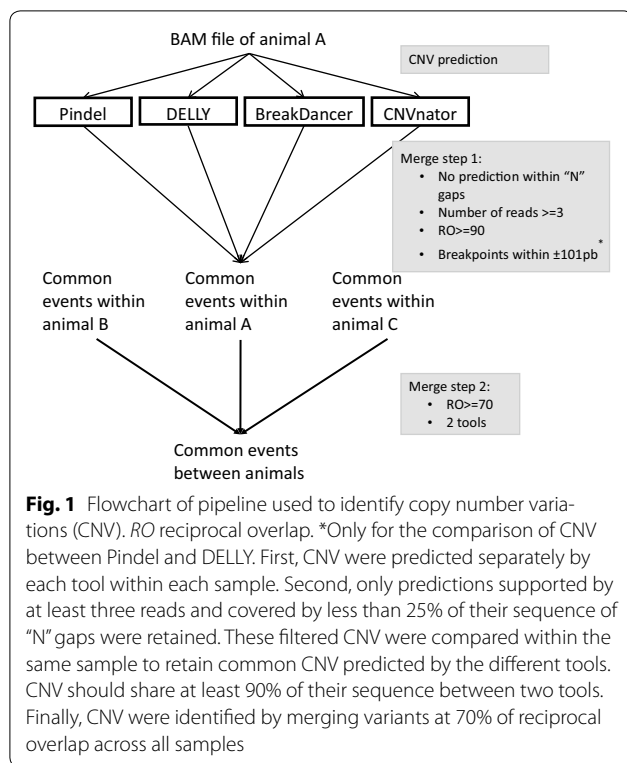 BAM file of animal A
CNV prediction
Pindel
DELLY
BreakDancer
CNVnator
Merge step 1:
• No prediction within “N”
gaps
• Number of reads >=3
• RO>=90
• Breakpoints within ±101pb*
Common
events within
animal B
Common
events within
animal A
Common
events within
animal C
Merge step 2:
• RO>=70
• 2 tools
Common events
between animals
Fig. 1 Flowchart of pipeline used to identify copy number varia-
tions (CNV). RO reciprocal overlap. *Only for the comparison of CNV
between Pindel and DELLY. First, CNV were predicted separately by
each tool within each sample. Second, only predictions supported by
at least three reads and covered by less than 25% of their sequence of
“N” gaps were retained. These filtered CNV were compared within the
same sample to retain common CNV predicted by the different tools.
CNV should share at least 90% of their sequence between two tools.
Finally, CNV were identified by merging variants at 70% of reciprocal
overlap across all samples